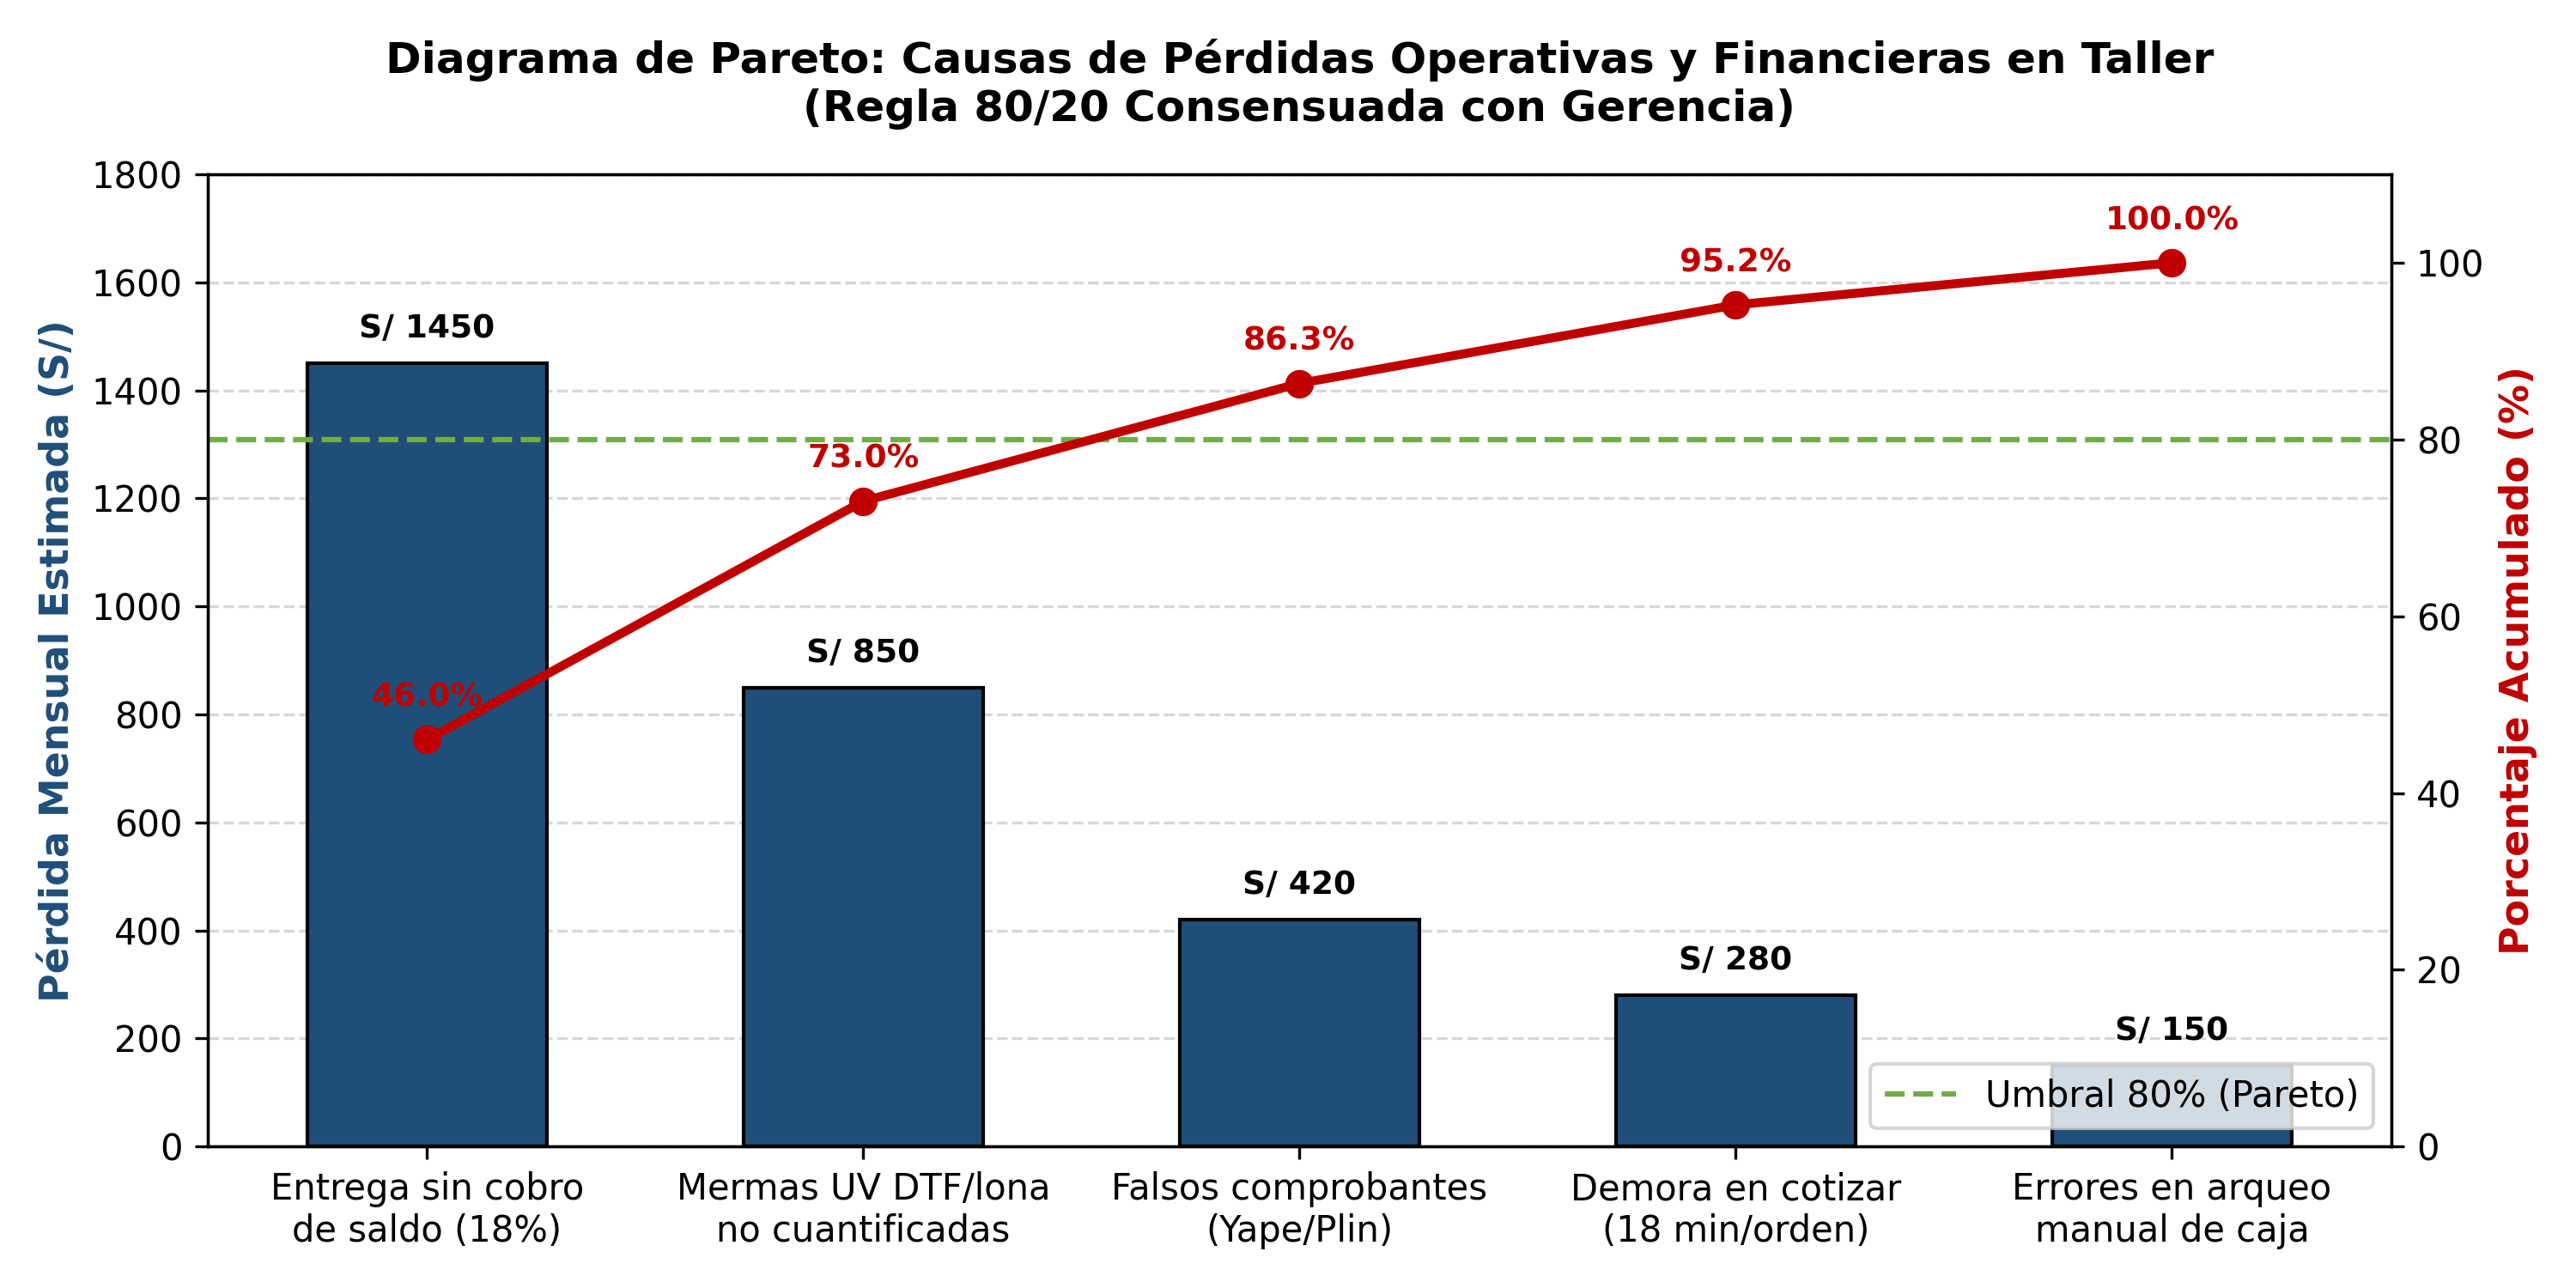 Diagrama de Pareto: Causas de Pérdidas Operativas y Financieras en Taller
(Regla 80/20 Consensuada con Gerencia)
Pérdida Mensual Estimada (S/)
1800
1600
1400
1200
1000
800
600
400
200
0
S/ 1450
S/ 850
S/ 420
S/ 280
S/ 150
46.0%
73.0%
86.3%
95.2%
100.0%
100
80
60
40
20
0
Porcentaje Acumulado (%)
Umbral 80% (Pareto)
Entrega sin cobro
de saldo (18%)
Mermas UV DTF/lona
no cuantificadas
Falsos comprobantes
(Yape/Plin)
Demora en cotizar
(18 min/orden)
Errores en arqueo
manual de caja